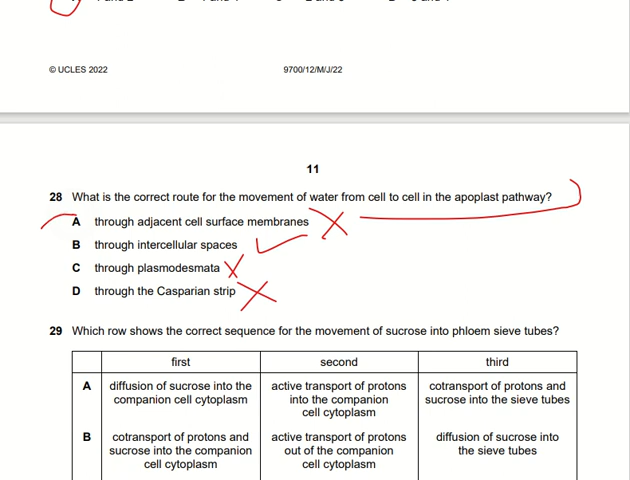 © UCLES 2022 9700/12/M/J/22
11
28 What is the correct route for the movement of water from cell to cell in the apoplast pathway?
A through adjacent cell surface membranes
B through intercellular spaces
C through plasmodesmata
D through the Casparian strip
29 Which row shows the correct sequence for the movement of sucrose into phloem sieve tubes?
first second third
A diffusion of sucrose into the companion cell cytoplasm active transport of protons into the companion cell cytoplasm cotransport of protons and sucrose into the sieve tubes
B cotransport of protons and sucrose into the companion cell cytoplasm active transport of protons out of the companion cell cytoplasm diffusion of sucrose into the sieve tubes